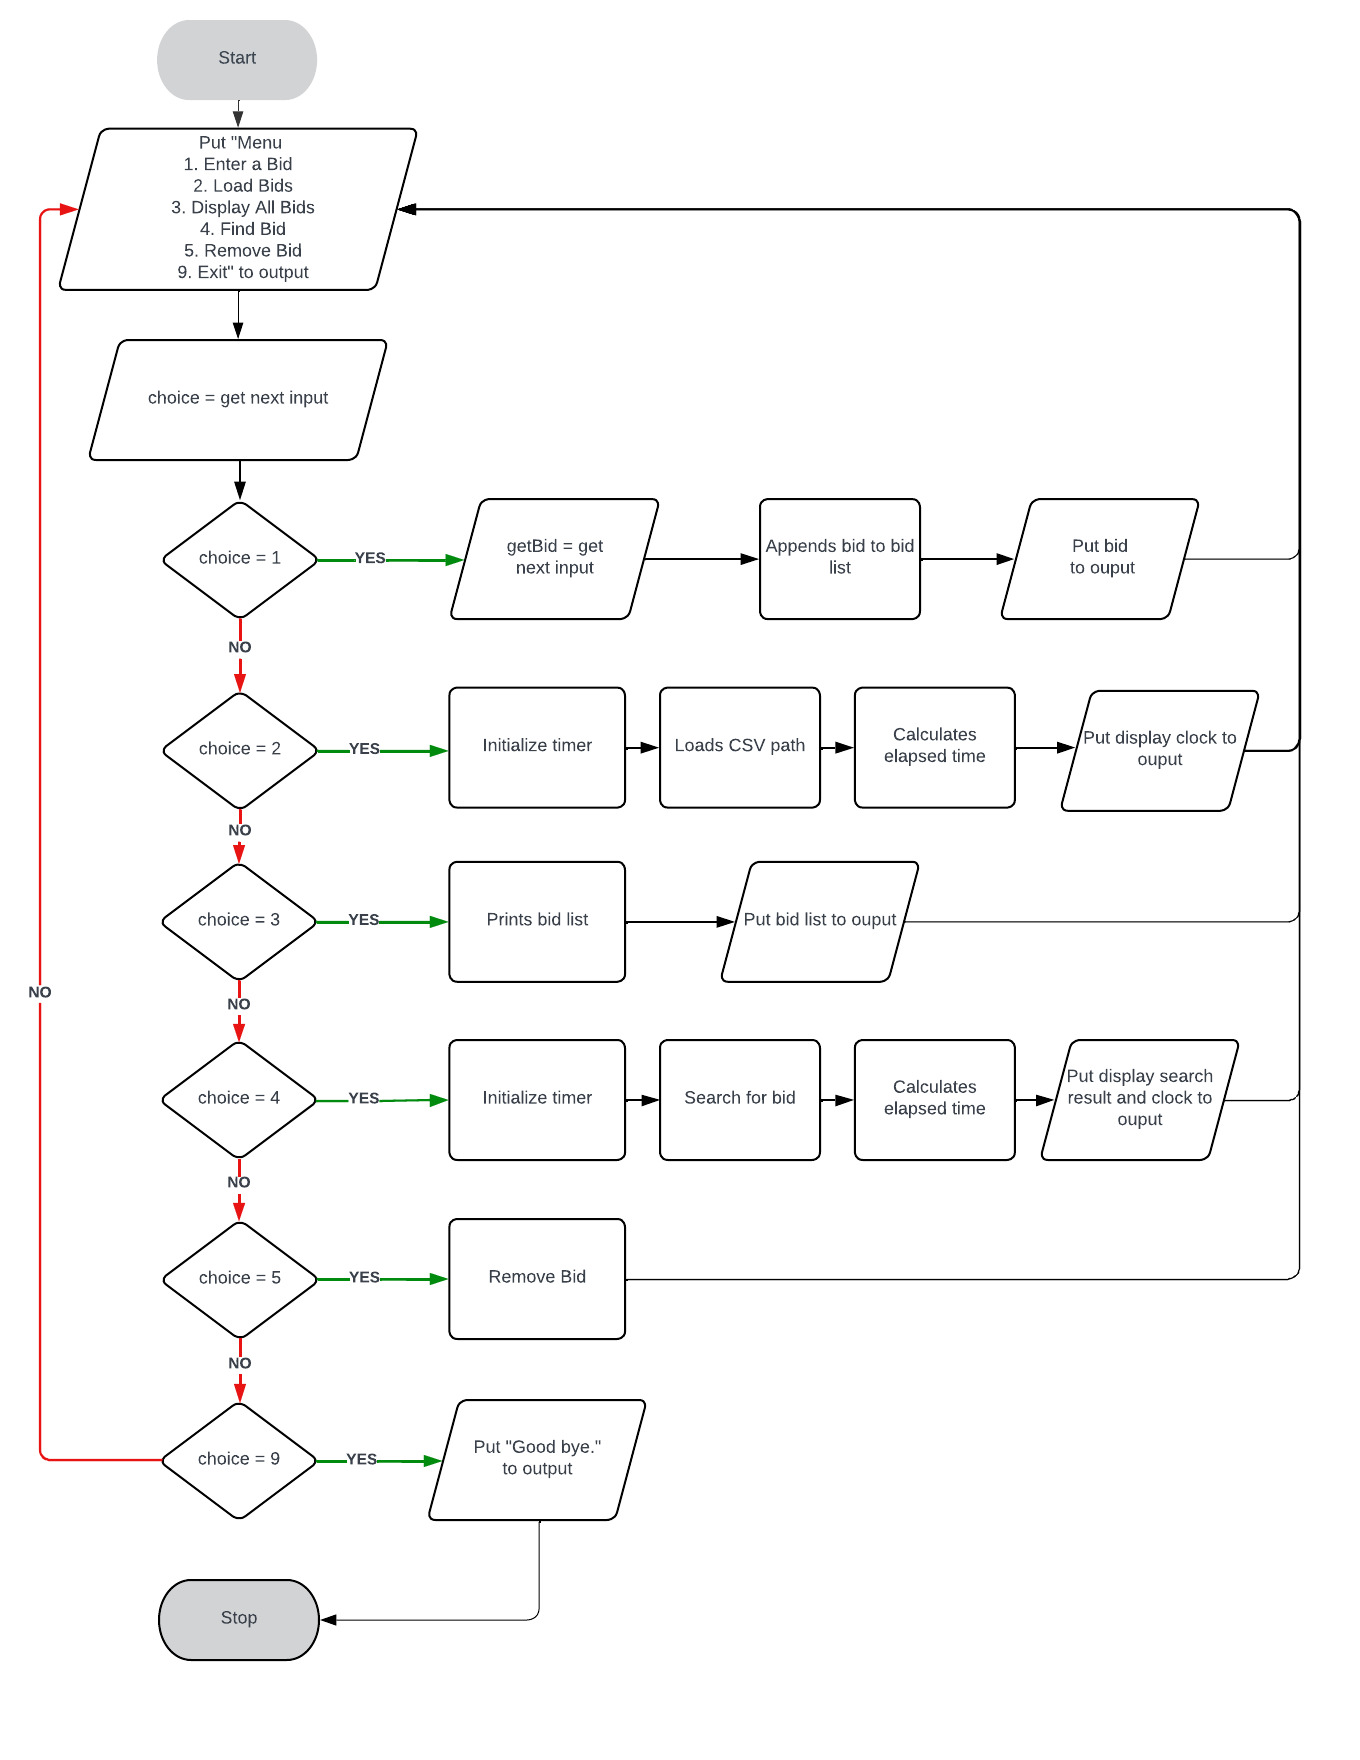 Start
Put "Menu
1. Enter a Bid
2. Load Bids
3. Display All Bids
4. Find Bid
5. Remove Bid
9. Exit" to output
choice = get next input
choice = 1
YES
getBid = get
next input
Appends bid to bid
list
Put bid
to ouput
NO
choice = 2
YES
Initialize timer
Loads CSV path
Calculates
elapsed time
Put display clock to
ouput
NO
choice = 3
YES
Prints bid list
Put bid list to ouput
NO
NO
choice = 4
YES
Initialize timer
Search for bid
Calculates
elapsed time
Put display search
result and clock to
ouput
NO
choice = 5
YES
Remove Bid
NO
choice = 9
YES
Put "Good bye."
to output
Stop